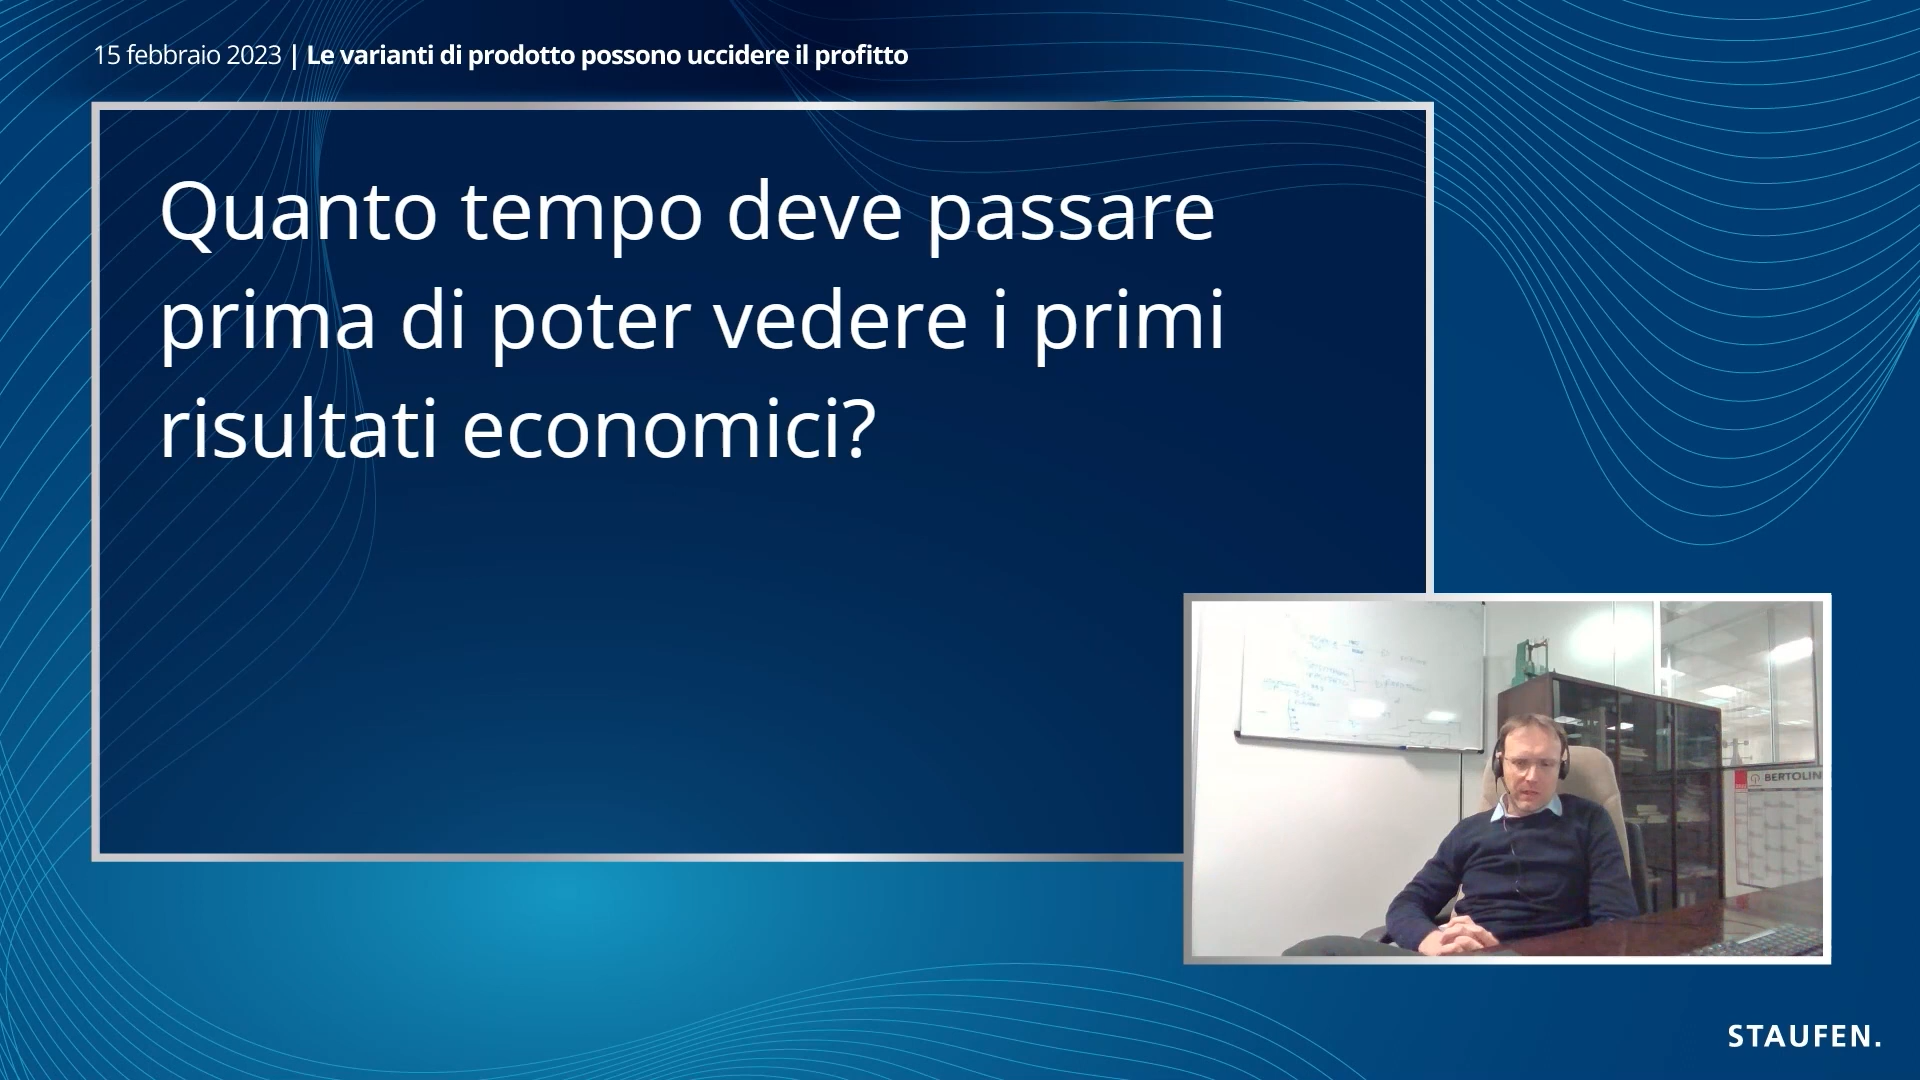 15 febbraio 2023 | Le varianti di prodotto possono uccidere il profitto
Quanto tempo deve passare
prima di poter vedere i primi
risultati economici?
BERTOLIN
STAUFEN.